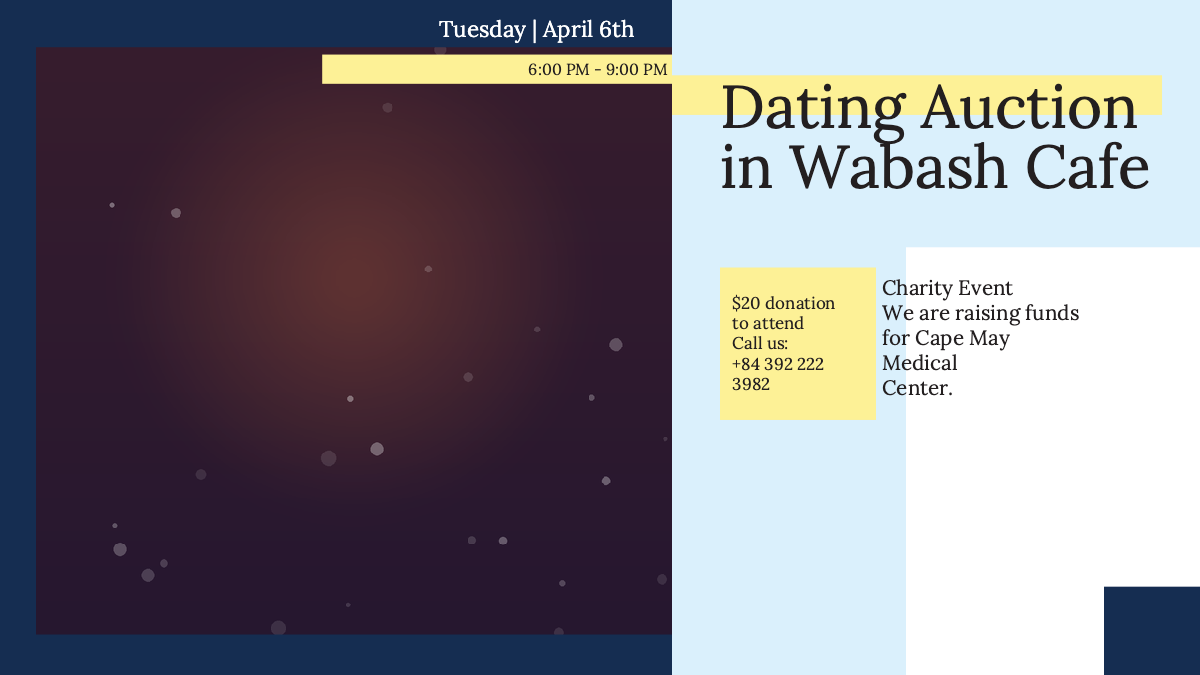 Tuesday | April 6th
6:00 PM - 9:00 PM
Dating Auction
in Wabash Cafe
$20 donation
to attend
Call us:
+84 392 222
3982
Charity Event
We are raising funds
for Cape May
Medical
Center.